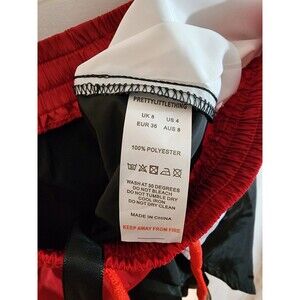 PRETTYLITTLETHING
UK 8 US 4
EUR 36 AUS 8
100% POLYESTER
WASH AT 30 DEGREES
DO NOT BLEACH
DO NOT TUMBLE DRY
COOL IRON
DO NOT DRY CLEAN
MADE IN CHINA
KEEP AWAY FROM FIRE